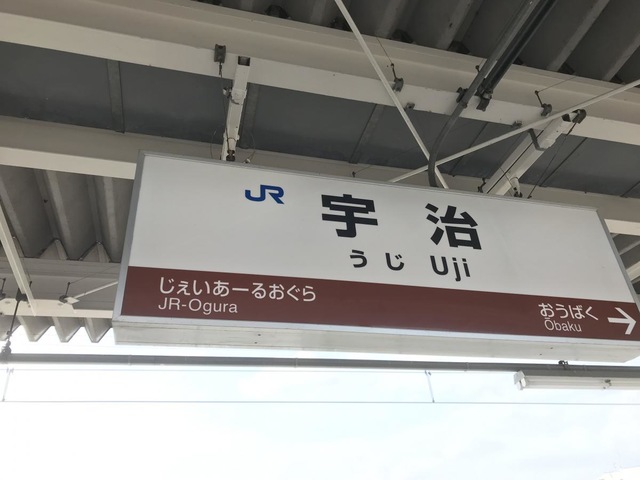 JR 宇治
うじ Uji
じぇいあーるおぐら
JR-Ogura
おうばく
Ōbaku